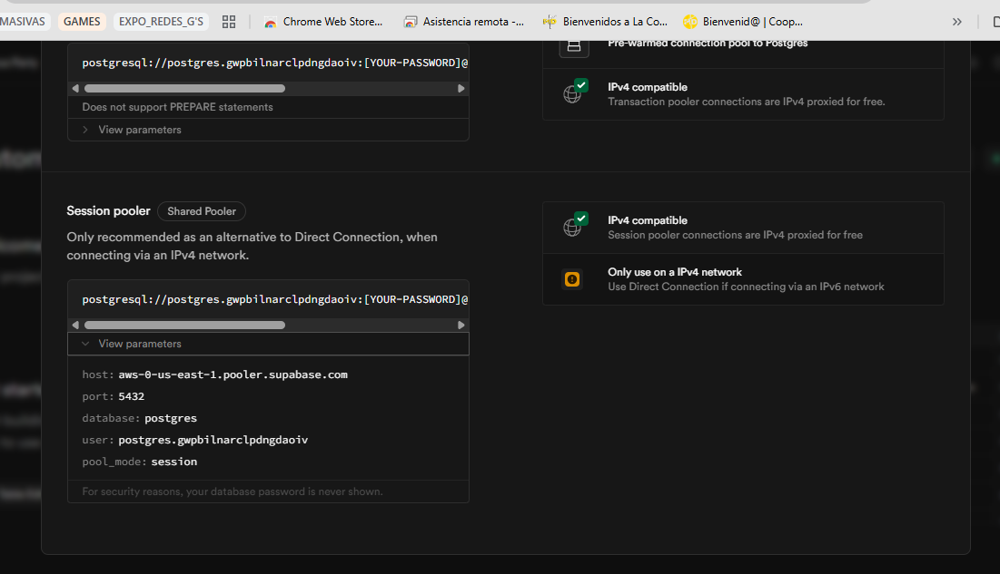 MASIVAS GAMES EXPO_REDES_G'S Chrome Web Store... Asistencia remota -... Bienvenidos a La Co... Bienvenid@ | Coop...
postgresql://postgres.gwpbilnarclpdngdaoiv:[YOUR-PASSWORD]@
Does not support PREPARE statements
View parameters
Pre-warmed connection pool to Postgres
IPv4 compatible
Transaction pooler connections are IPv4 proxied for free.
Session pooler Shared Pooler
Only recommended as an alternative to Direct Connection, when
connecting via an IPv4 network.
postgresql://postgres.gwpbilnarclpdngdaoiv:[YOUR-PASSWORD]@
View parameters
host: aws-0-us-east-1.pooler.supabase.com
port: 5432
database: postgres
user: postgres.gwpbilnarclpdngdaoiv
pool_mode: session
For security reasons, your database password is never shown.
IPv4 compatible
Session pooler connections are IPv4 proxied for free
Only use on a IPv4 network
Use Direct Connection if connecting via an IPv6 network